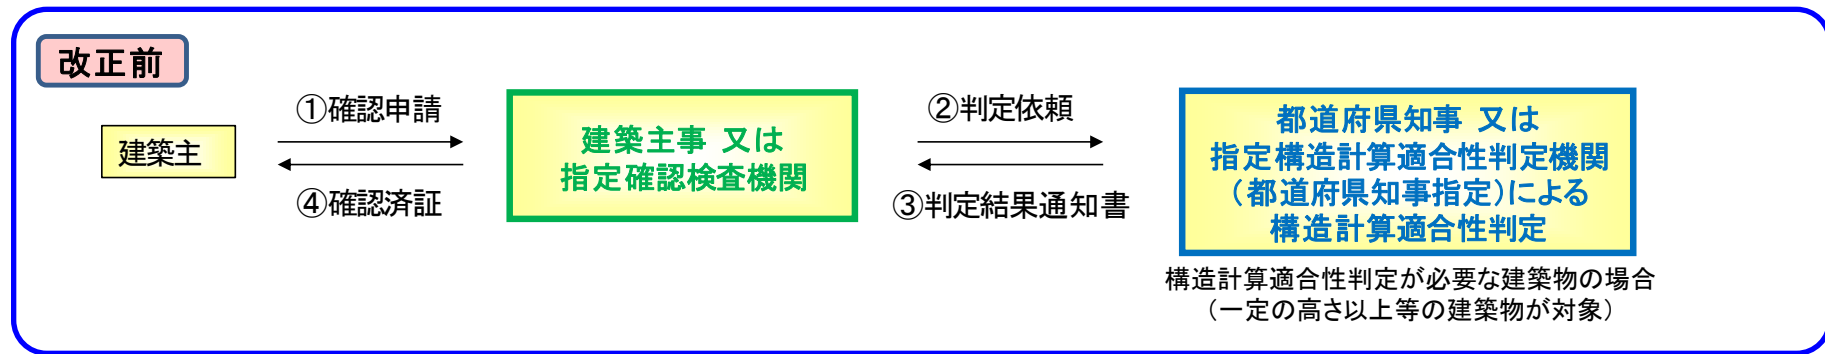 改正前
建築主
①確認申請
④確認済証
建築主事 又は
指定確認検査機関
②判定依頼
③判定結果通知書
都道府県知事 又は
指定構造計算適合性判定機関
（都道府県知事指定）による
構造計算適合性判定
構造計算適合性判定が必要な建築物の場合
（一定の高さ以上等の建築物が対象）